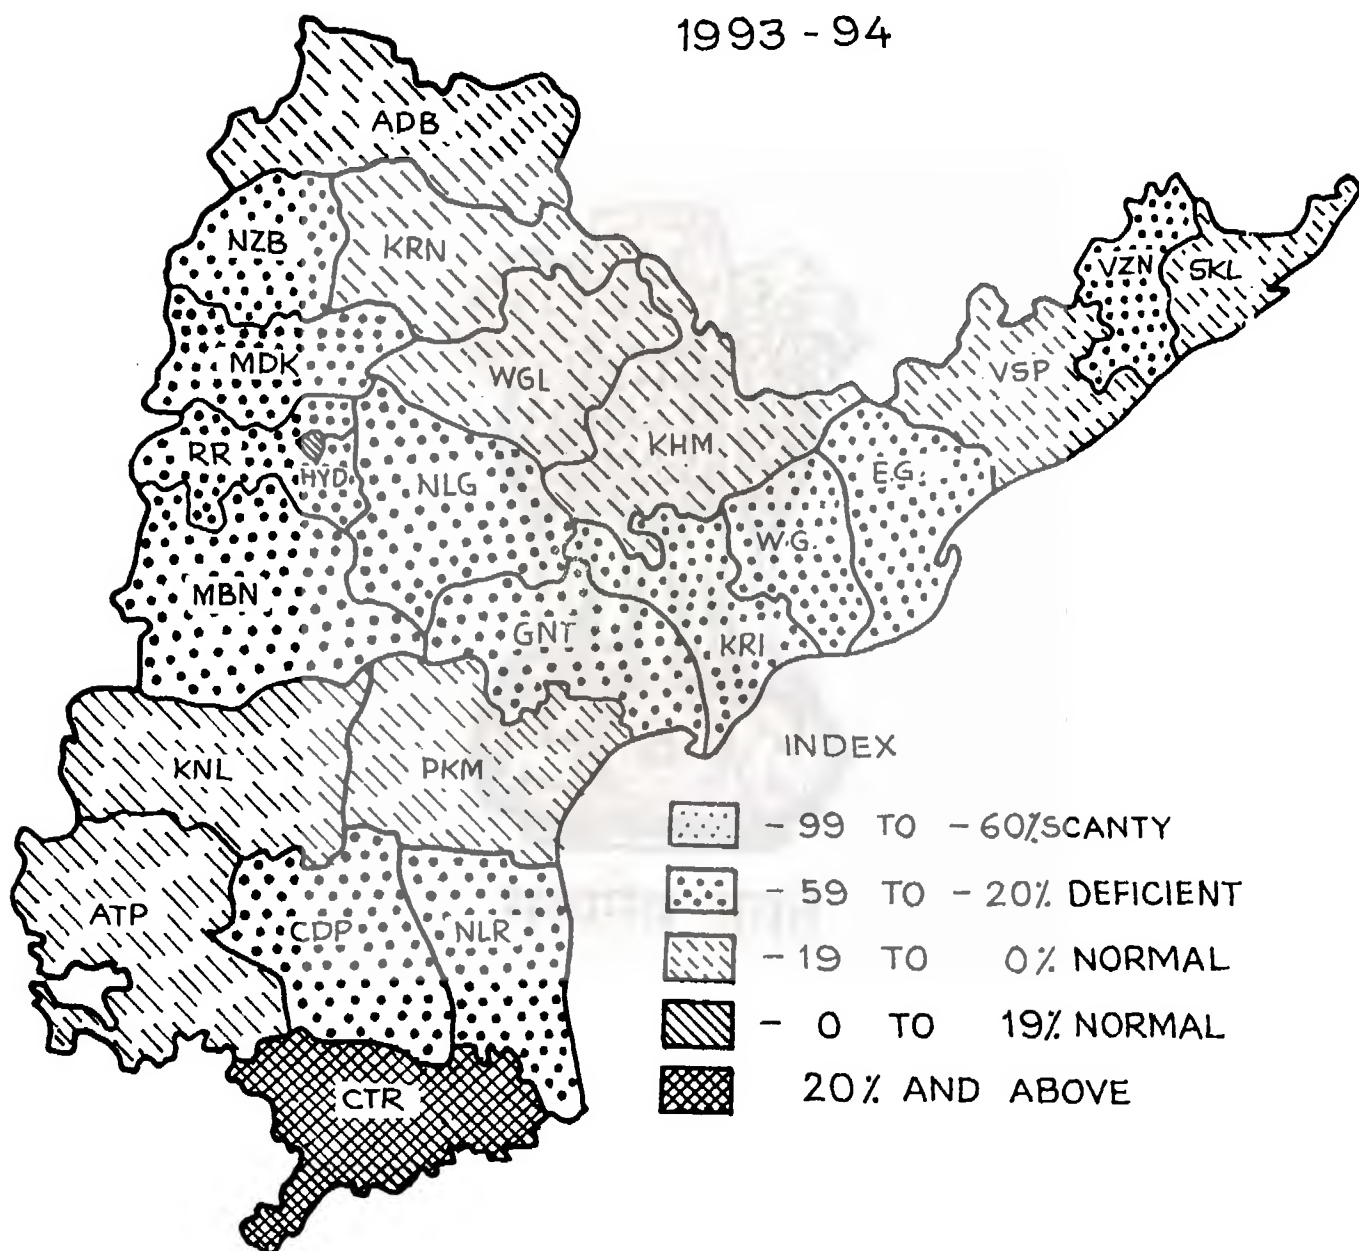 1993 - 94
ADB
NZB
KRN
VZN
SKL
MDK
WGL
VSP
RR
KHM
HYD.
NLG
E.G.
W.G.
MBN
GNT
KRI
KNL
PKM
ATP
CDP
NLR
CTR
INDEX
- 99 TO - 60% SCANTY
- 59 TO - 20% DEFICIENT
- 19 TO 0% NORMAL
- 0 TO 19% NORMAL
20% AND ABOVE